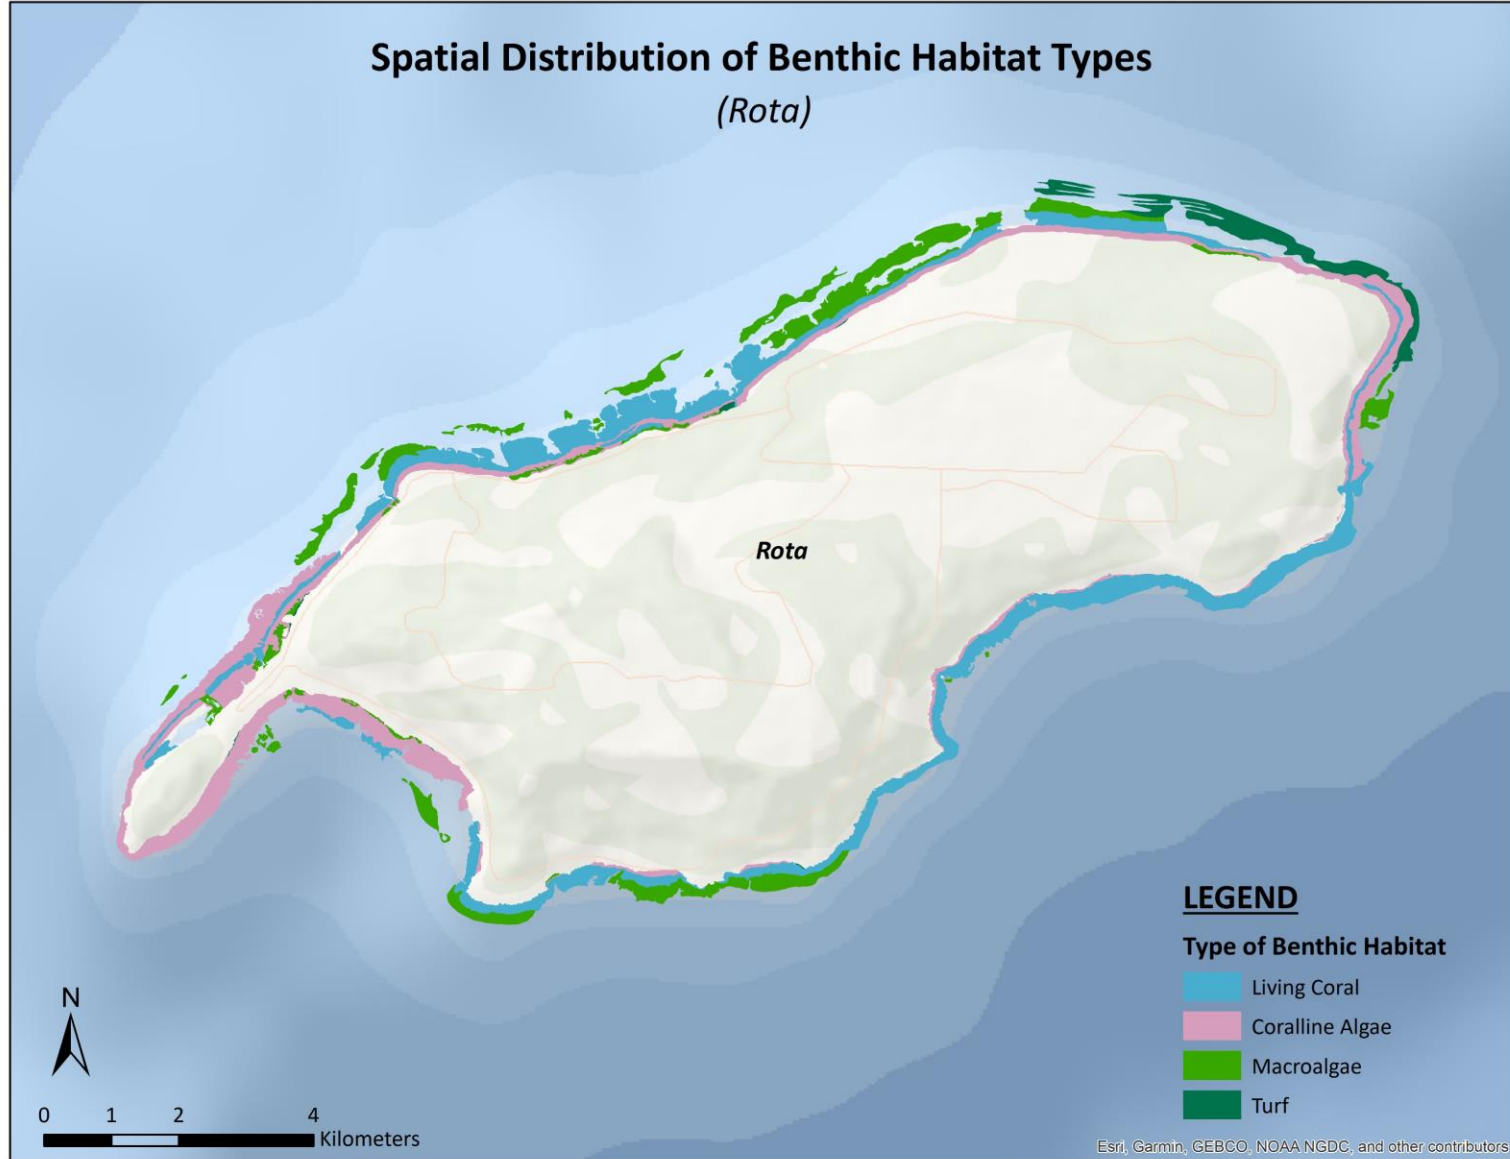 Spatial Distribution of Benthic Habitat Types
(Rota)
Rota
LEGEND
Type of Benthic Habitat
Living Coral
Coralline Algae
Macroalgae
Turf
N
0 1 2 4
Kilometers
Esri, Garmin, GEBCO, NOAA NGDC, and other contributors